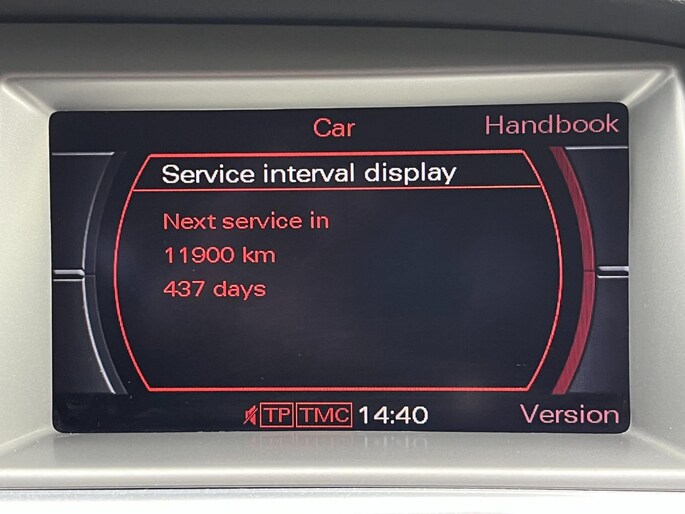 Car
Handbook
Service interval display
Next service in
11900 km
437 days
TP TMC 14:40
Version